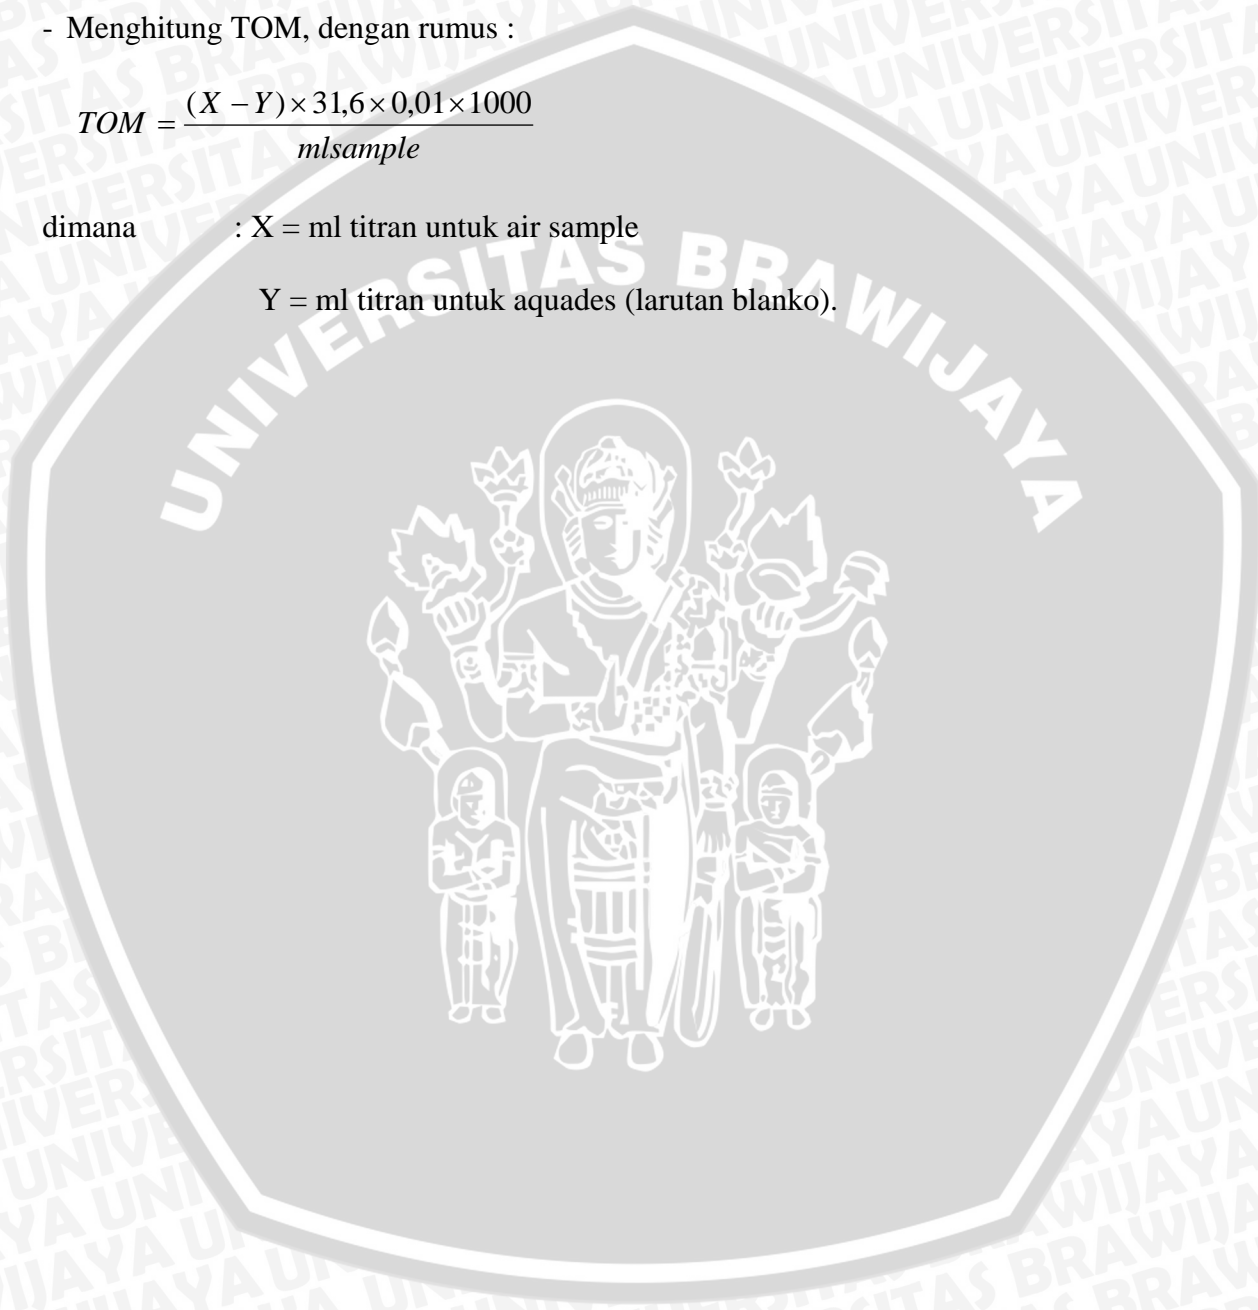 - Menghitung TOM, dengan rumus :
TOM = (X − Y) × 31,6 × 0,01 × 1000
mlsample
dimana : X = ml titran untuk air sample
Y = ml titran untuk aquades (larutan blanko).
UNIVERSITAS BRAWIJAYA